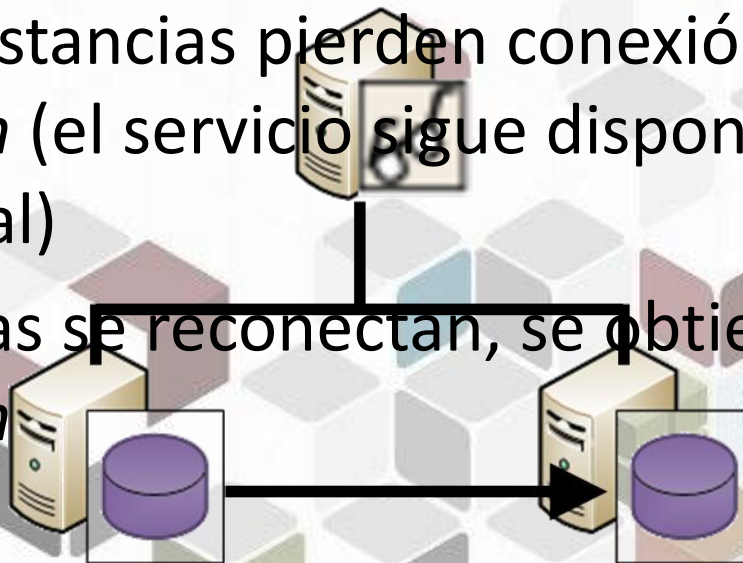 stancias pierden conexió
n (el servicio sigue dispon
al)
as se reconectan, se obtie
n